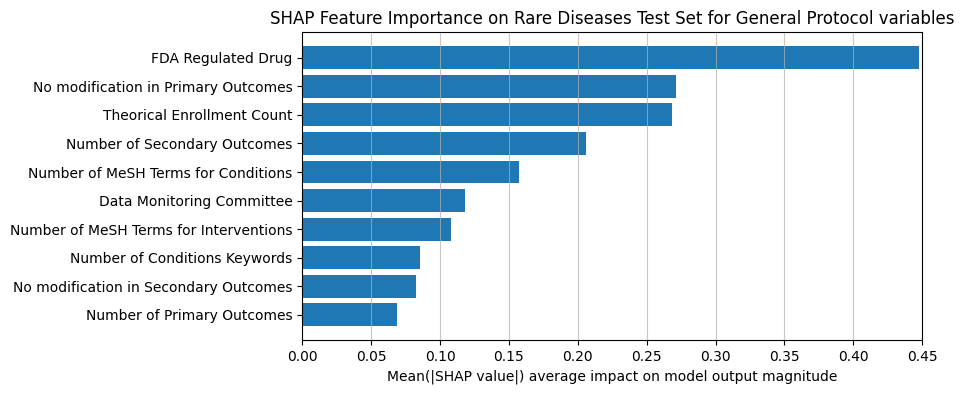 SHAP Feature Importance on Rare Diseases Test Set for General Protocol variables
FDA Regulated Drug
No modification in Primary Outcomes
Theorical Enrollment Count
Number of Secondary Outcomes
Number of MeSH Terms for Conditions
Data Monitoring Committee
Number of MeSH Terms for Interventions
Number of Conditions Keywords
No modification in Secondary Outcomes
Number of Primary Outcomes
0.00 0.05 0.10 0.15 0.20 0.25 0.30 0.35 0.40 0.45
Mean(|SHAP value|) average impact on model output magnitude